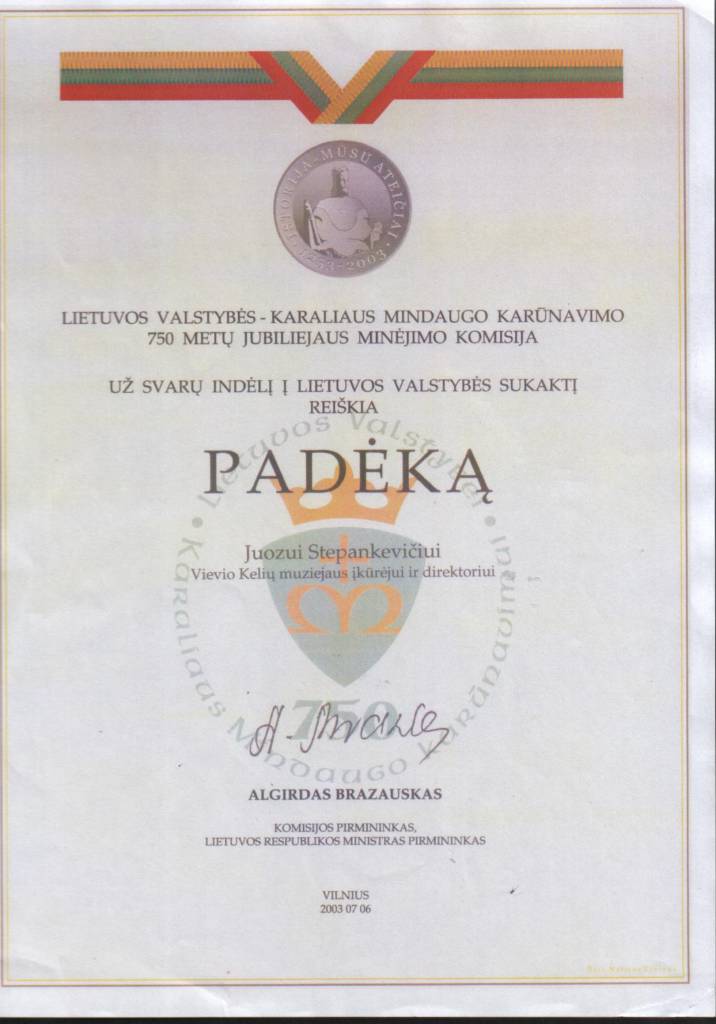 ISTORIJA - MŪSŲ ATEIČIAI
· 1253-2003 ·
LIETUVOS VALSTYBĖS - KARALIAUS MINDAUGO KARŪNAVIMO
750 METŲ JUBILIEJAUS MINĖJIMO KOMISIJA
UŽ SVARŲ INDĖLĮ Į LIETUVOS VALSTYBĖS SUKAKTĮ
REIŠKIA
Lietuvos Valstybei
PADĖKĄ
Juozui Stepankevičiui
Vievio Kelių muziejaus įkūrėjui ir direktoriui
Karaliaus Mindaugo karūnavimui
750
ALGIRDAS BRAZAUSKAS
KOMISIJOS PIRMININKAS,
LIETUVOS RESPUBLIKOS MINISTRAS PIRMININKAS
VILNIUS
2003 07 06